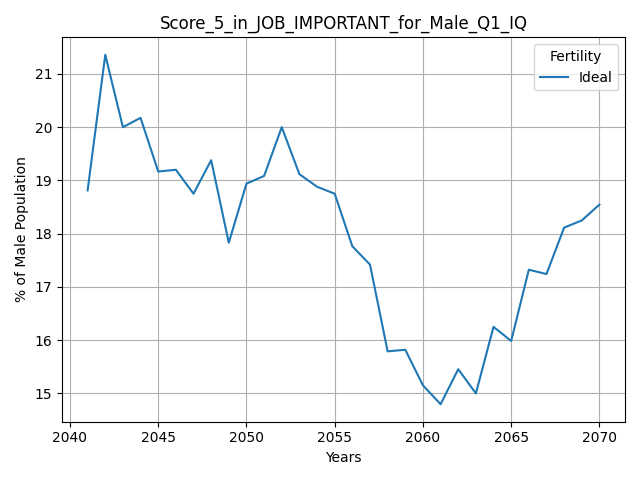 Score_5_in_JOB_IMPORTANT_for_Male_Q1_IQ
Fertility
Ideal
% of Male Population
21
20
19
18
17
16
15
2040 2045 2050 2055 2060 2065 2070
Years